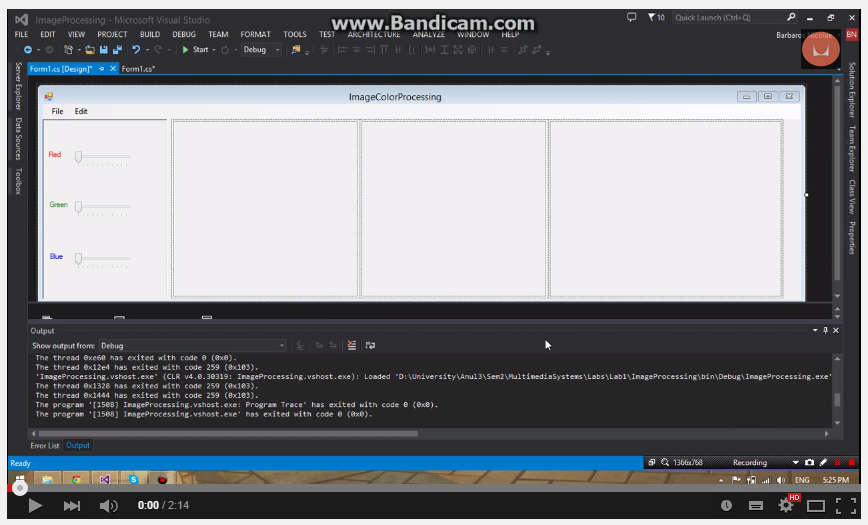 ImageProcessing - Microsoft Visual Studio
www.Bandicam.com
10
Quick Launch (Ctrl+Q)
FILE EDIT VIEW PROJECT BUILD DEBUG TEAM FORMAT TOOLS TEST ARCHITECTURE ANALYZE WINDOW HELP
BN
Start
Debug
Form1.cs [Design]*
Form1.cs*
Server Explorer
Data Sources
Toolbox
ImageColorProcessing
File Edit
Red
Green
Blue
Solution Explorer
Team Explorer
Class View
Properties
Output
Show output from: Debug
The thread 0xe60 has exited with code 0 (0x0).
The thread 0x12e4 has exited with code 259 (0x103).
'ImageProcessing.vshost.exe' (CLR v4.0.30319: ImageProcessing.vshost.exe): Loaded 'D:\University\Anul3\Sem2\MultimediaSystems\Labs\Lab1\ImageProcessing\bin\Debug\ImageProcessing.exe'
The thread 0x1328 has exited with code 259 (0x103).
The thread 0x1444 has exited with code 259 (0x103).
The program '[1508] ImageProcessing.vshost.exe: Program Trace' has exited with code 0 (0x0).
The program '[1508] ImageProcessing.vshost.exe' has exited with code 0 (0x0).
Error List Output
Ready
1366x768
Recording
ENG
5:25 PM
0:00 / 2:14
HD